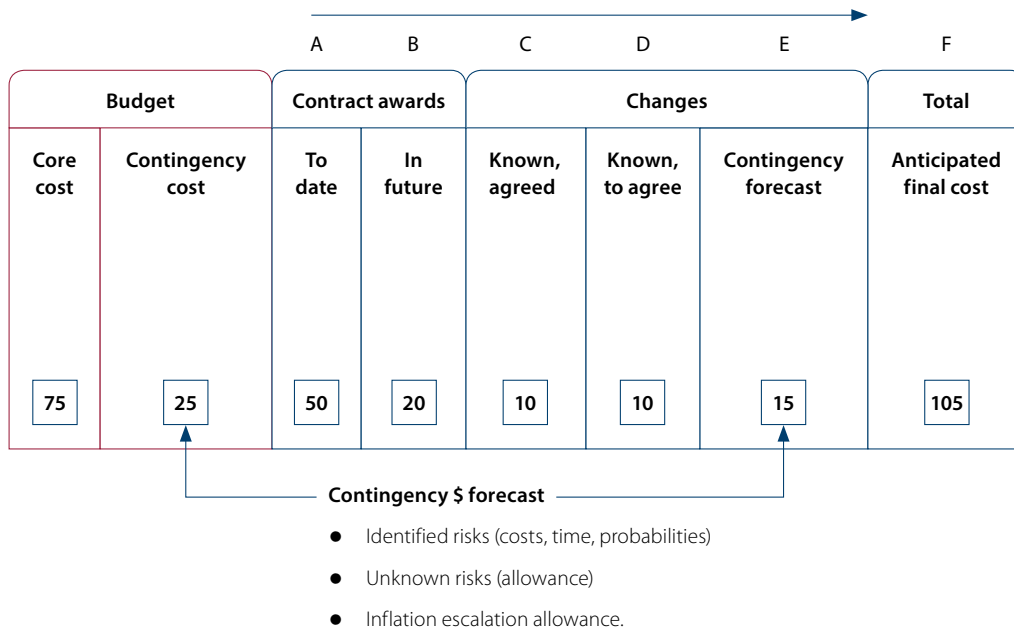 A B C D E F
Budget Contract awards Changes Total
Core Contingency To In Known, Known, Contingency Anticipated
cost cost date future agreed to agree forecast final cost
75 25 50 20 10 10 15 105
Contingency $ forecast
● Identified risks (costs, time, probabilities)
● Unknown risks (allowance)
● Inflation escalation allowance.